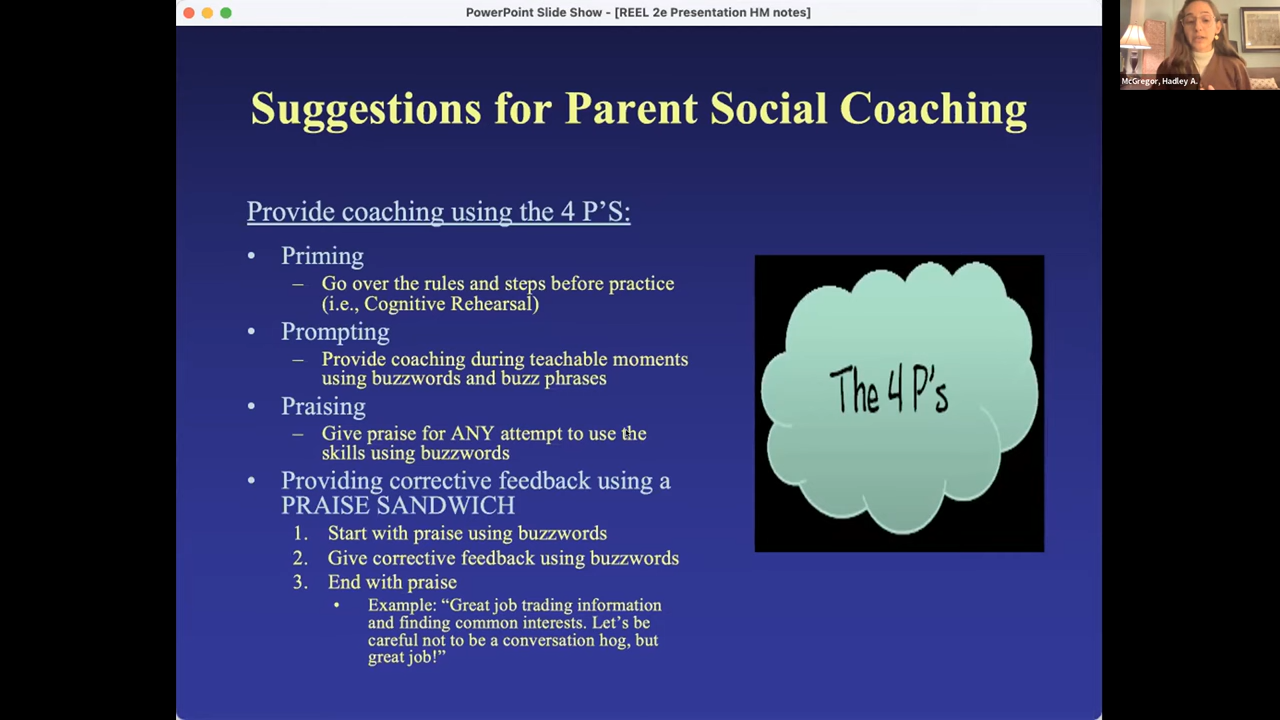 PowerPoint Slide Show - [REEL 2e Presentation HM notes]
McGregor, Hadley A.
Suggestions for Parent Social Coaching
Provide coaching using the 4 P’S:
• Priming
– Go over the rules and steps before practice
(i.e., Cognitive Rehearsal)
• Prompting
– Provide coaching during teachable moments
using buzzwords and buzz phrases
• Praising
– Give praise for ANY attempt to use the
skills using buzzwords
• Providing corrective feedback using a
PRAISE SANDWICH
1. Start with praise using buzzwords
2. Give corrective feedback using buzzwords
3. End with praise
• Example: “Great job trading information
and finding common interests. Let’s be
careful not to be a conversation hog, but
great job!”
The 4 P's